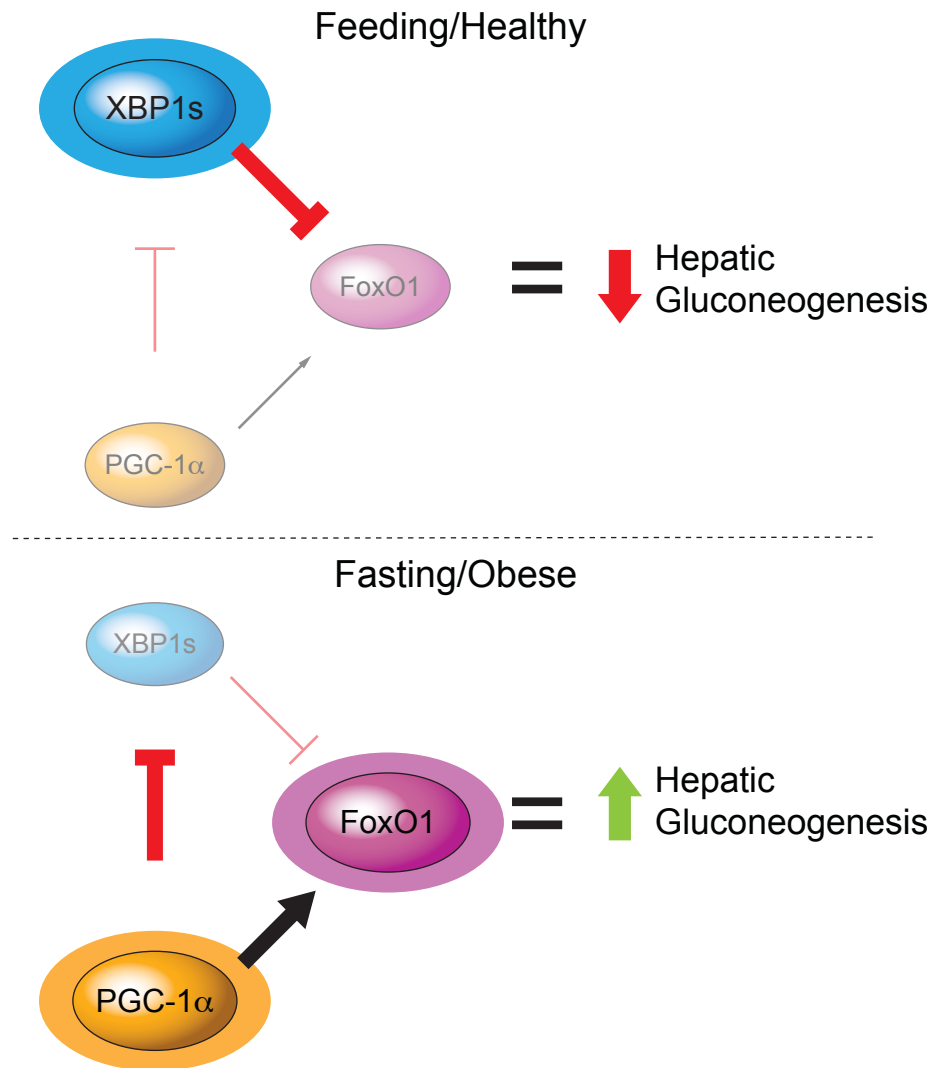 Feeding/Healthy
XBP1s
FoxO1
=
Hepatic
Gluconeogenesis
PGC-1α
Fasting/Obese
XBP1s
FoxO1
=
Hepatic
Gluconeogenesis
PGC-1α